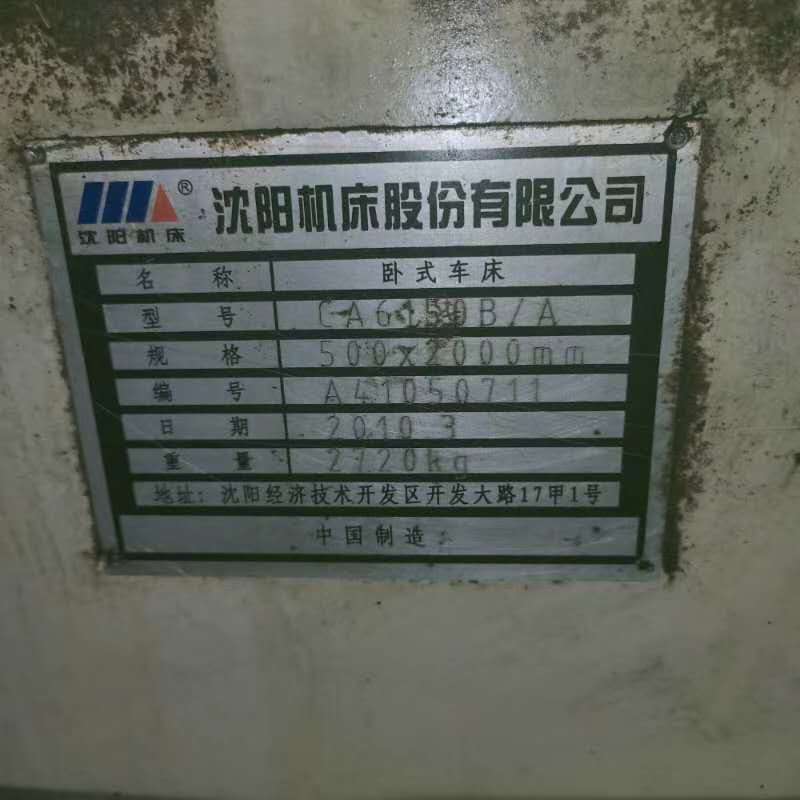 沈阳机床® 沈阳机床股份有限公司
名称 卧式车床
型号 CA6150B/A
规格 500x2000mm
编号 A41050711
日期 2010 3
重量 2720kg
地址：沈阳经济技术开发区开发大路17甲1号
中国制造